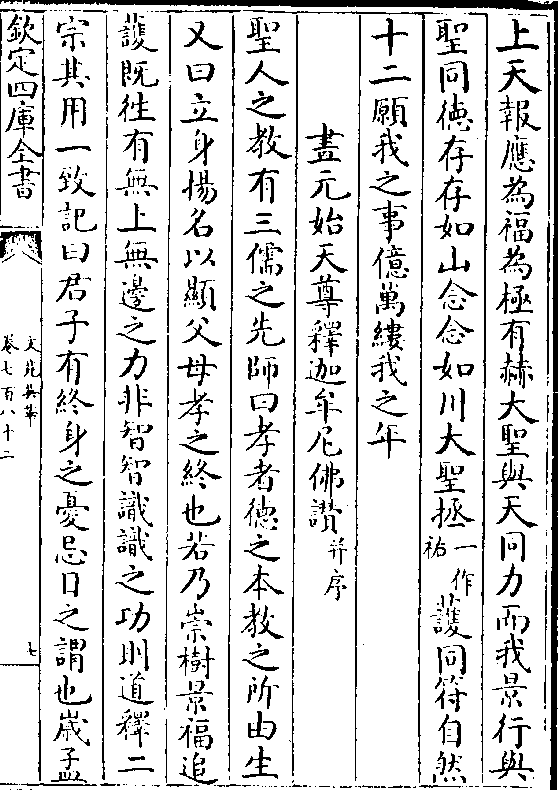 上天報應為福為極有赫大聖與天同力而我景行與
聖同德存存如山念念如川大聖拯一作祐護同符自然
十二願我之事億萬縷我之年
畫元始天尊釋迦牟尼佛讃并序
聖人之教有三儒之先師曰孝者德之本教之所由生
又曰立身揚名以顯父母孝之終也若乃崇樹景福追
護既徃有無上無邊之力非智智識識之功則道釋二
宗其用一致記曰君子有終身之憂忌日之謂也歲孟
欽定四庫全書
文苑英華
卷七百八十二
七